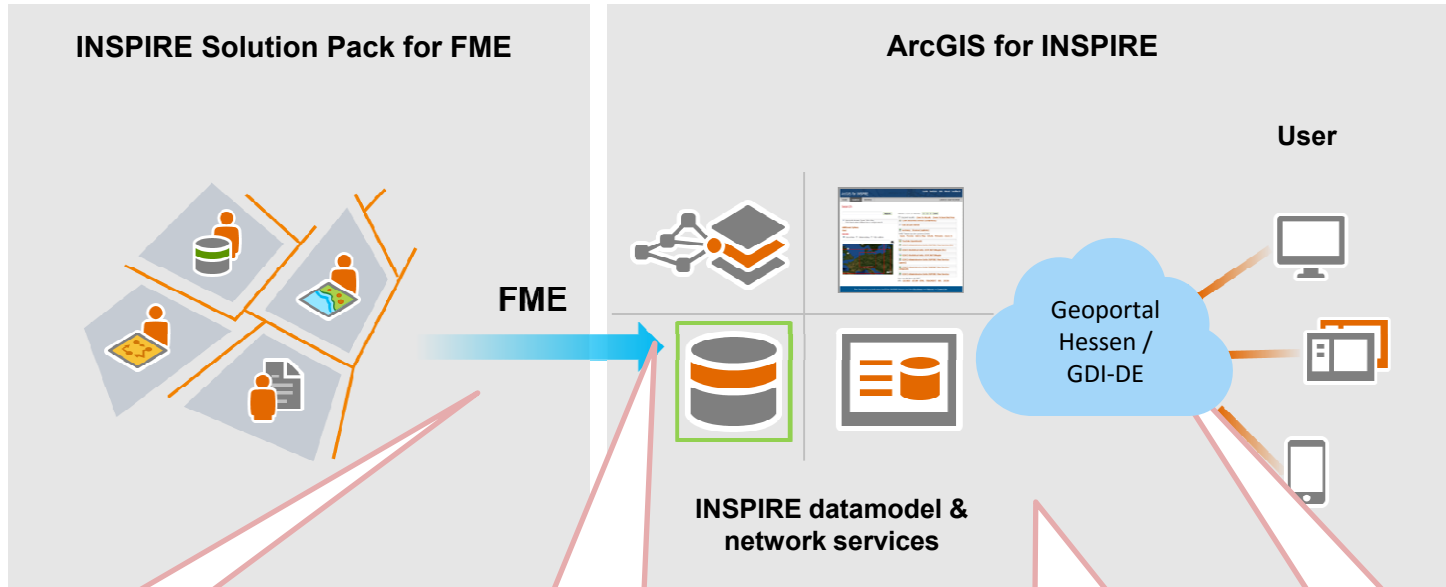 INSPIRE Solution Pack for FME
ArcGIS for INSPIRE
User
FME
Geoportal
Hessen /
GDI-DE
INSPIRE datamodel &
network services